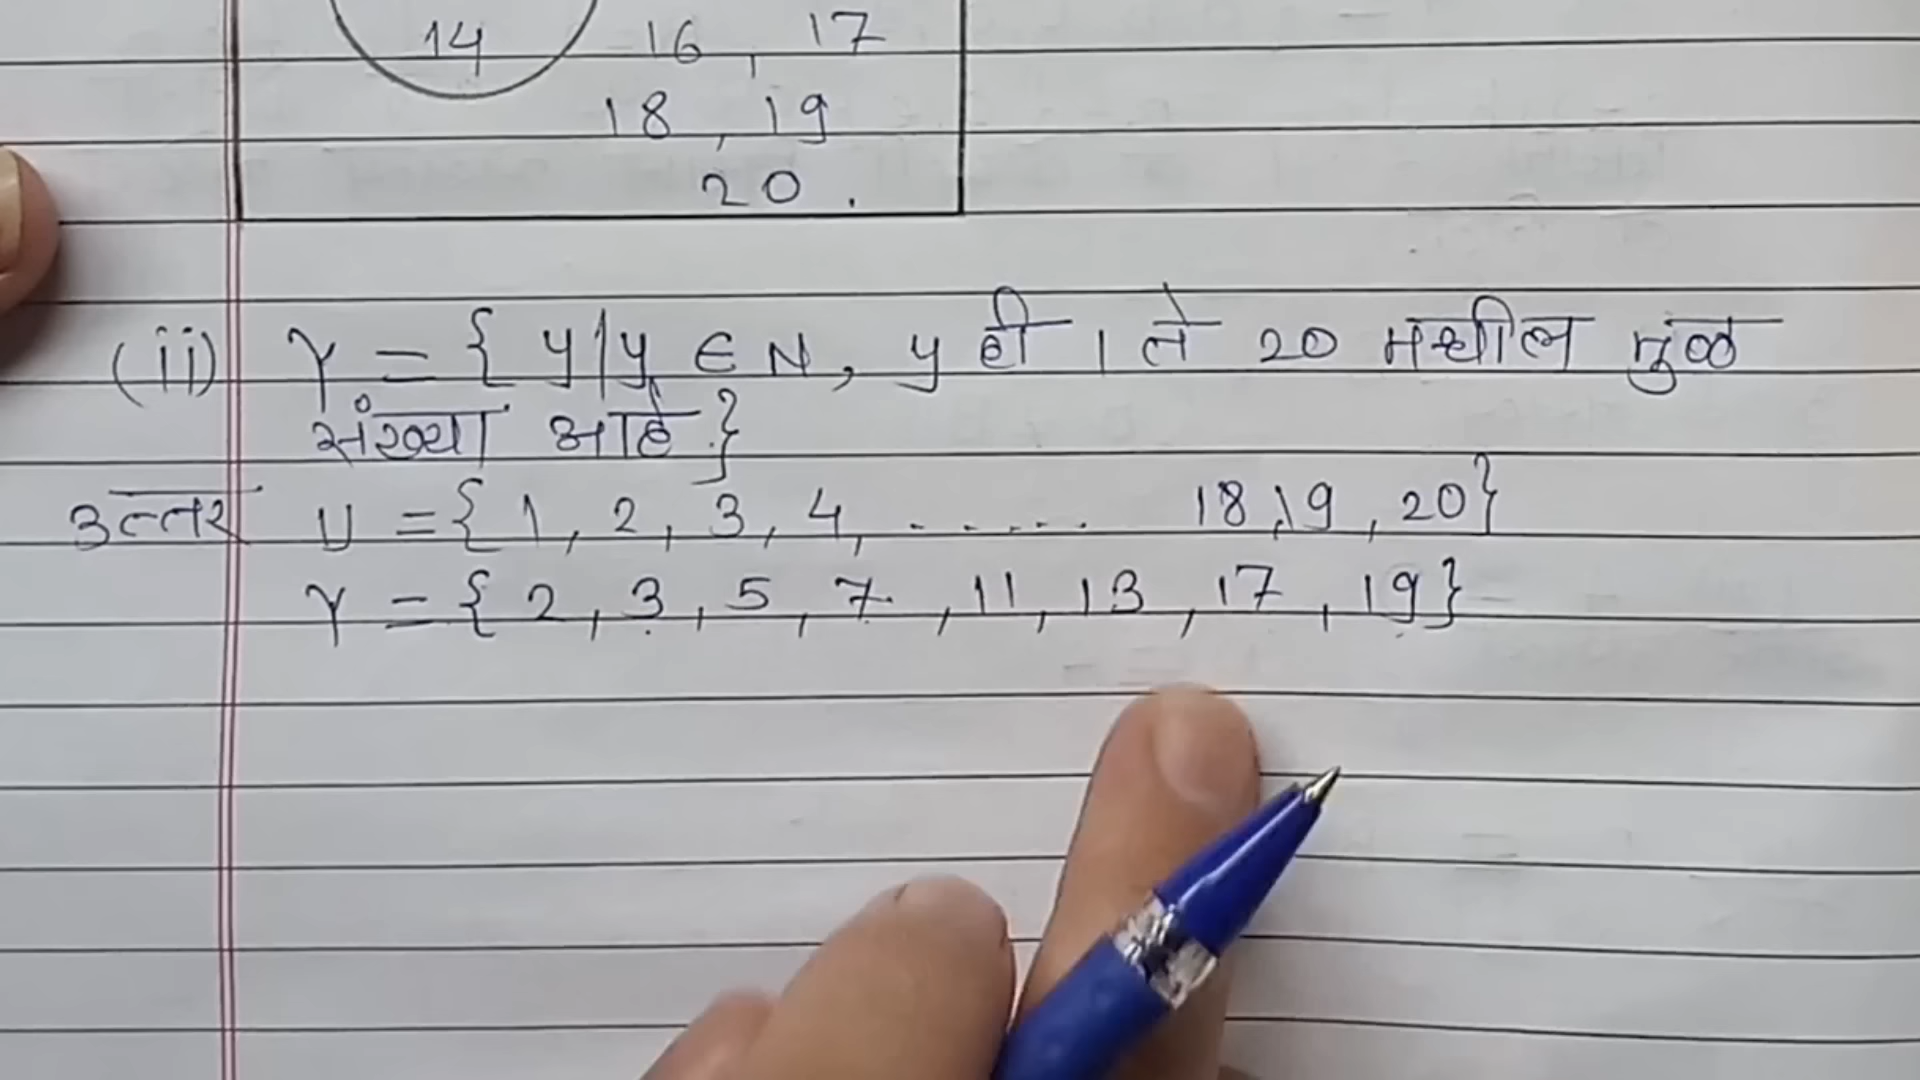 14 16 , 17
18 , 19
20 .
(ii) Y = { y/y ∈ N, y ही 1 ते 20 मधील मुळ
संख्या आहे.}
उत्तर U = { 1, 2, 3, 4, ...... 18,19, 20}
Y = { 2, 3, 5, 7, 11, 13, 17, 19}